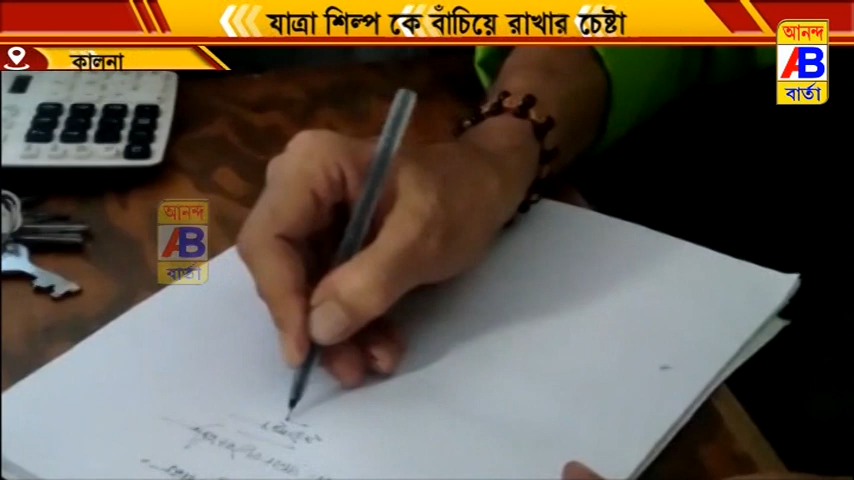 যাত্রা শিল্প কে বাঁচিয়ে রাখার চেষ্টা
কালনা
আনন্দ
AB
বার্তা
আনন্দ
AB
বার্তা